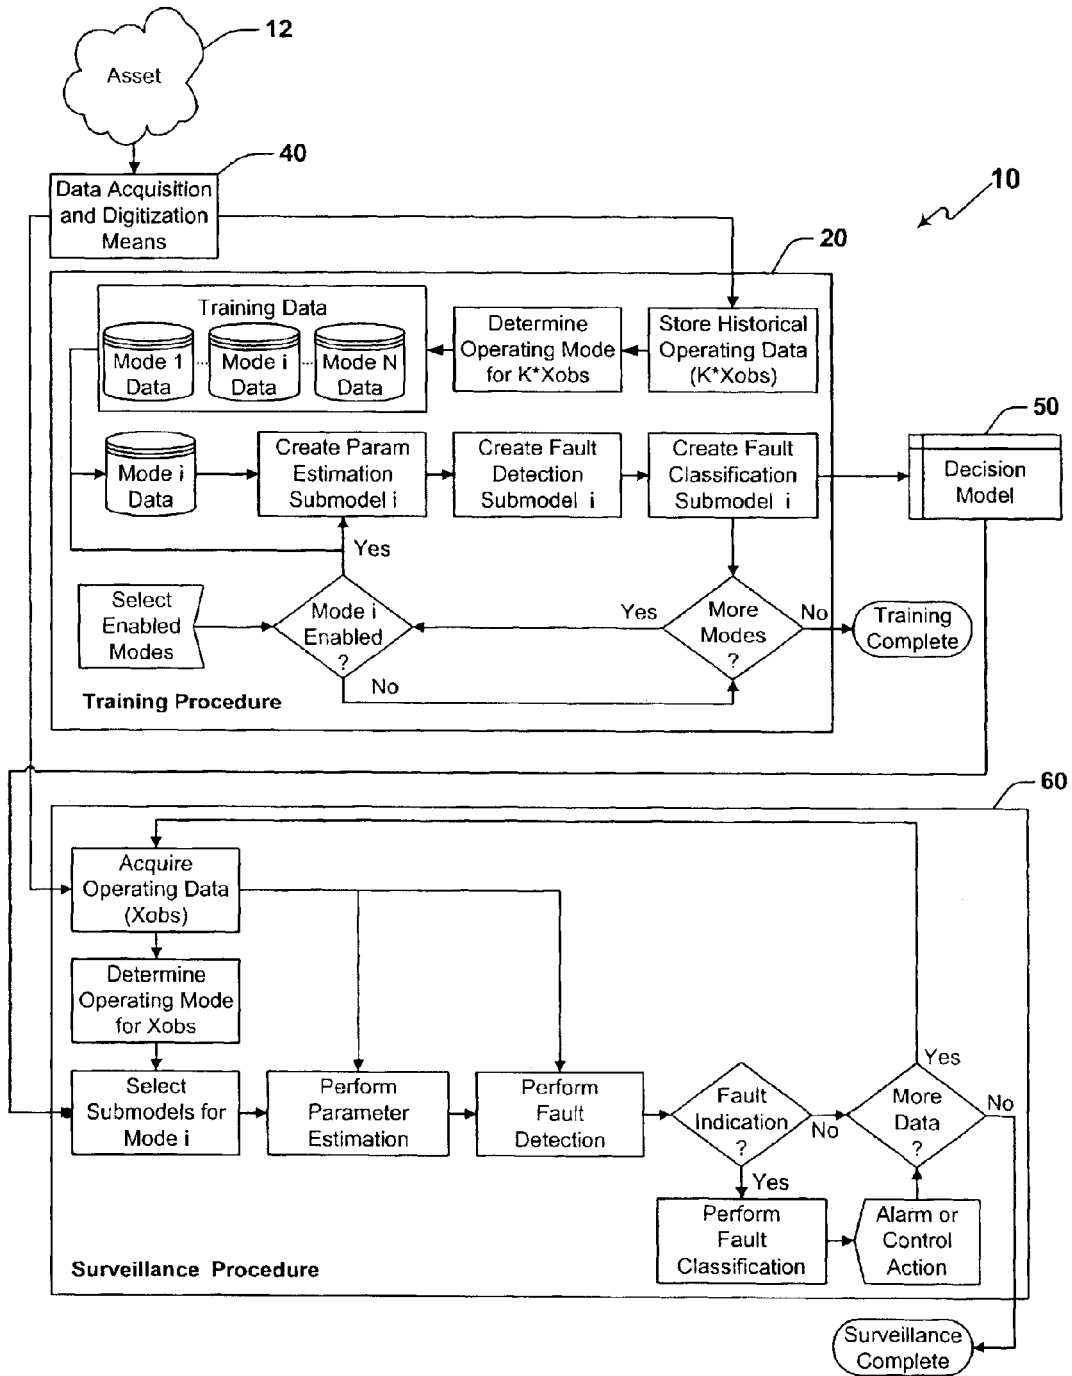 12
Asset
40
Data Acquisition
and Digitization
Means
10
20
Training Data
Mode 1
Data
Mode i
Data
Mode N
Data
Determine
Operating Mode
for K*Xobs
Store Historical
Operating Data
(K*Xobs)
50
Mode i
Data
Create Param
Estimation
Submodel i
Create Fault
Detection
Submodel i
Create Fault
Classification
Submodel i
Decision
Model
Yes
Select
Enabled
Modes
Mode i
Enabled
?
Yes
More
Modes
?
No
Training
Complete
No
Training Procedure
60
Acquire
Operating Data
(Xobs)
Determine
Operating Mode
for Xobs
Select
Submodels for
Mode i
Perform
Parameter
Estimation
Perform
Fault
Detection
Fault
Indication
?
No
Yes
More
Data
?
Yes
No
Perform
Fault
Classification
Alarm or
Control
Action
Surveillance Procedure
Surveillance
Complete